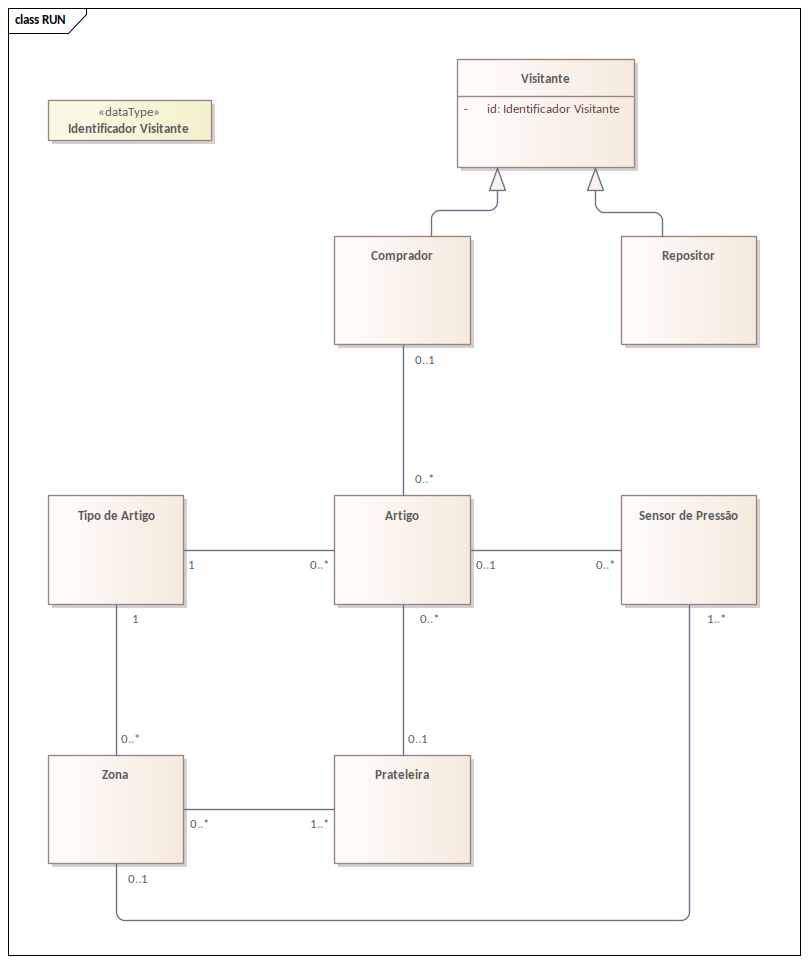 class RUN
Visitante
«dataType»
Identificador Visitante
- id: Identificador Visitante
Comprador
Repositor
0..1
0..*
Tipo de Artigo
Artigo
Sensor de Pressão
1
0..*
0..1
0..*
1
0..*
1..*
0..*
0..1
Zona
Prateleira
0..*
1..*
0..1